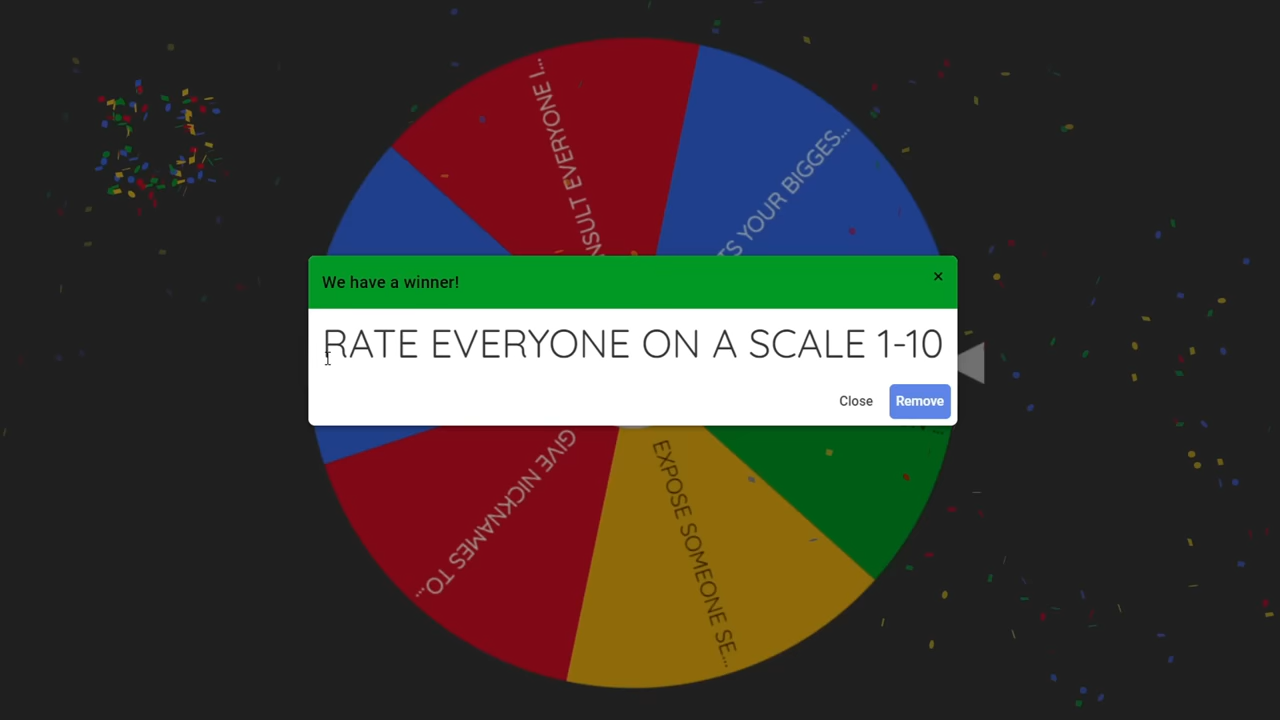 INSULT EVERYONE I...
TS YOUR BIGGES...
We have a winner!
×
RATE EVERYONE ON A SCALE 1-10
Close
Remove
GIVE NICKNAMES TO...
EXPOSE SOMEONE SE...